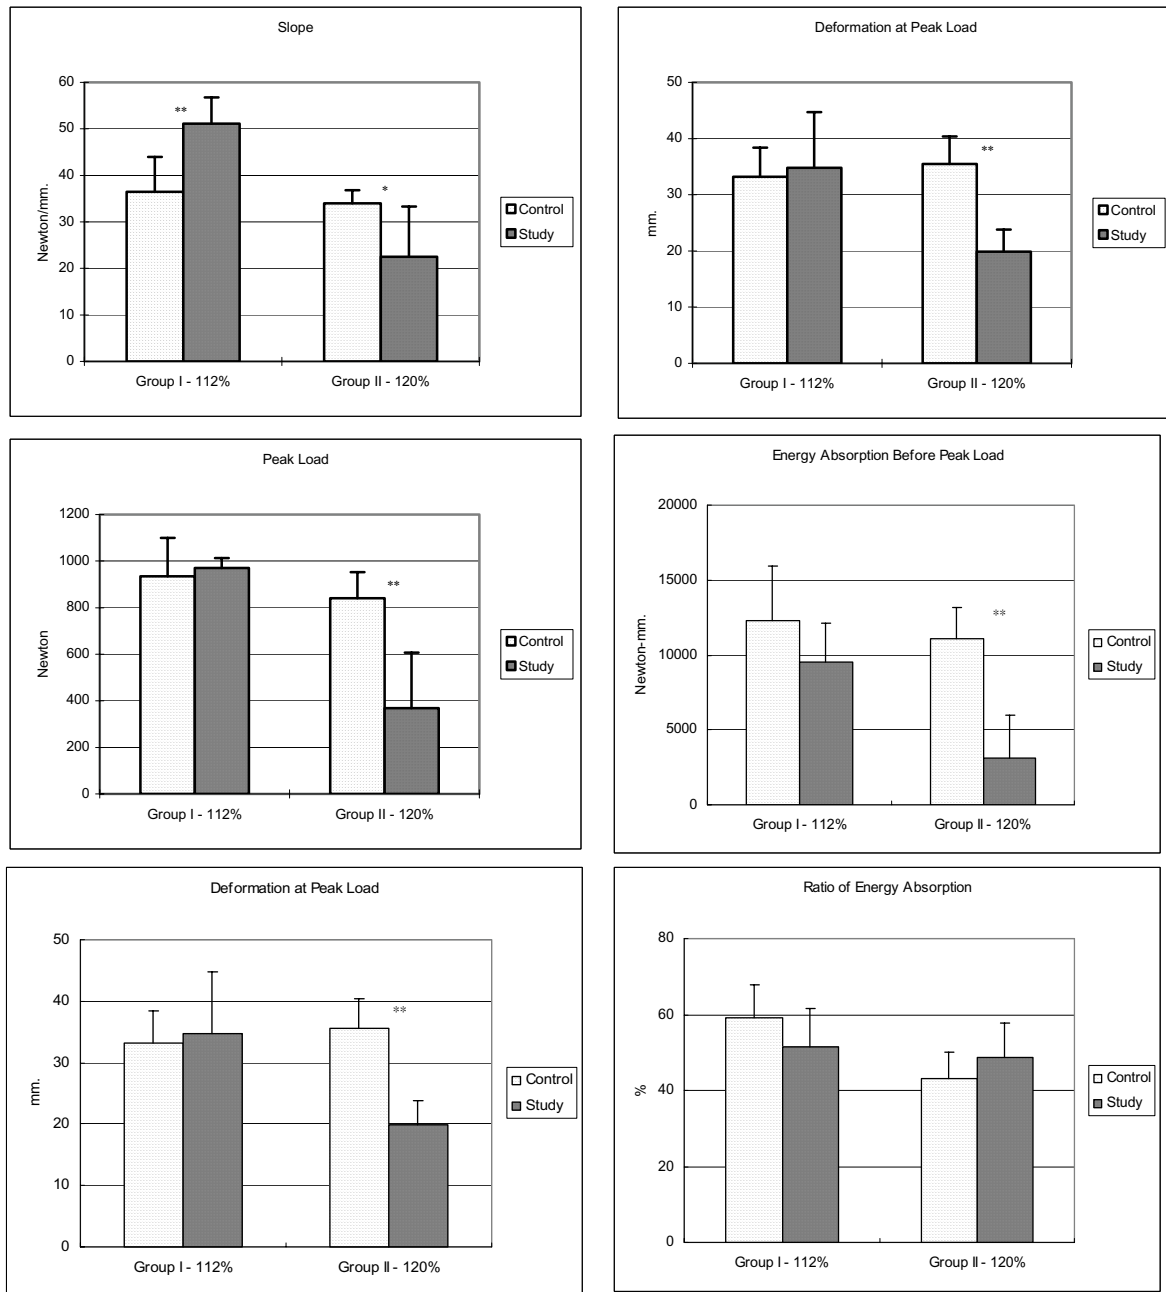 Slope
60
50
40
30
20
10
0
Newton/mm.
**
*
Group I - 112%
Group II - 120%
Control
Study
Deformation at Peak Load
50
40
30
20
10
0
mm.
**
Group I - 112%
Group II - 120%
Control
Study
Peak Load
1200
1000
800
600
400
200
0
Newton
**
Group I - 112%
Group II - 120%
Control
Study
Energy Absorption Before Peak Load
20000
15000
10000
5000
0
Newton-mm.
**
Group I - 112%
Group II - 120%
Control
Study
Deformation at Peak Load
50
40
30
20
10
0
mm.
**
Group I - 112%
Group II - 120%
Control
Study
Ratio of Energy Absorption
80
60
40
20
0
%
Group I - 112%
Group II - 120%
Control
Study